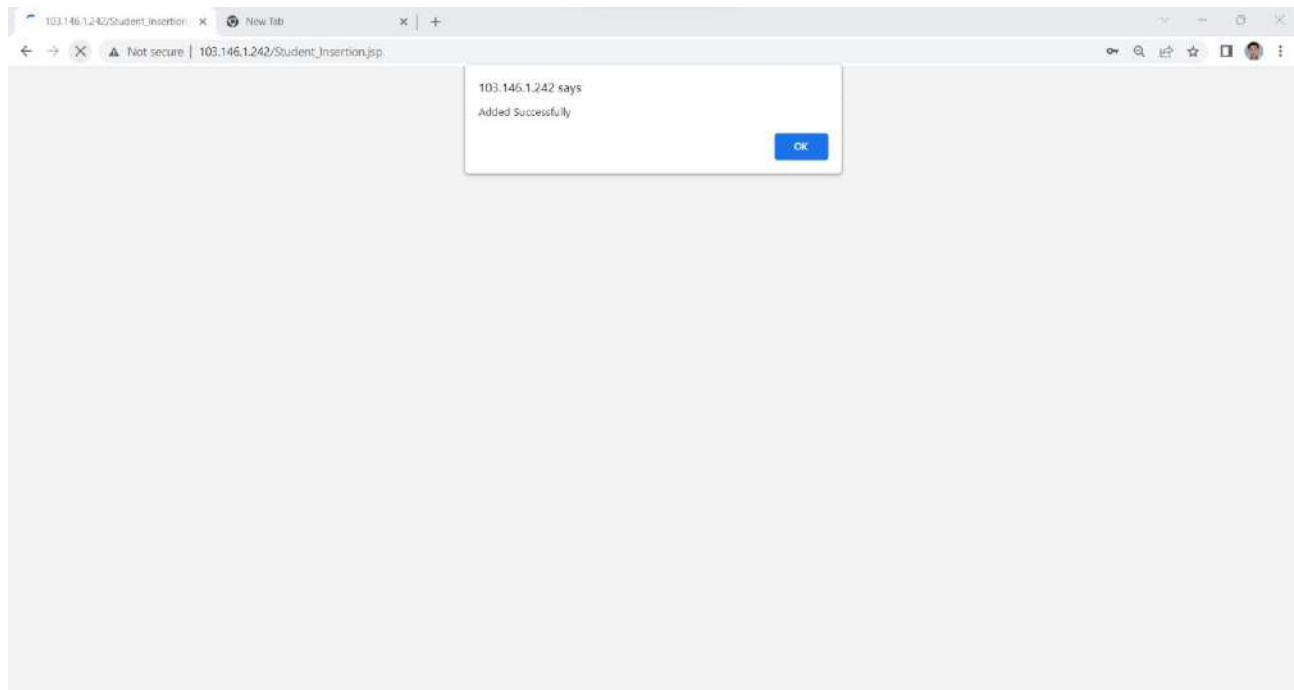 103.146.1.242/Student_Insertion.
New Tab
Not secure | 103.146.1.242/Student_Insertion.jsp
103.146.1.242 says
Added Successfully
OK